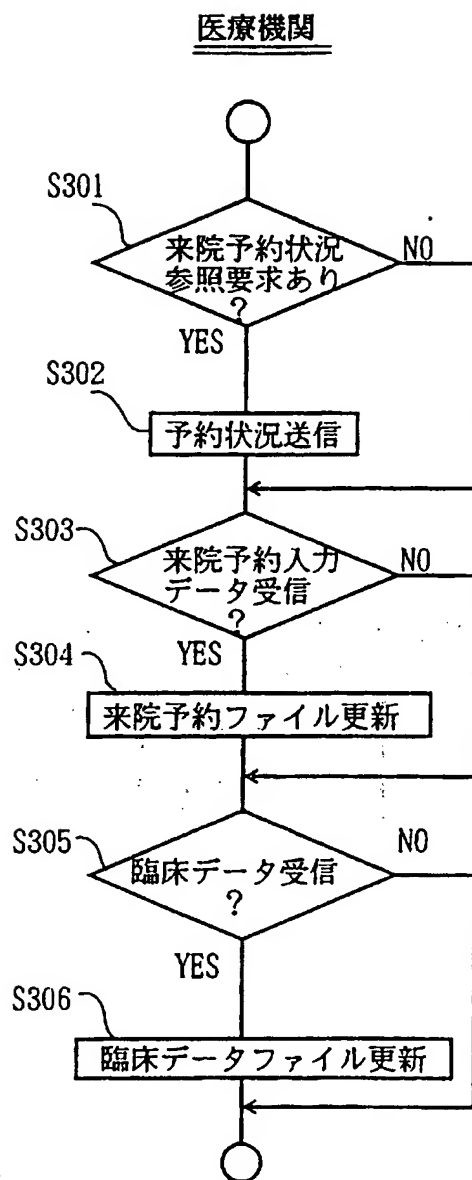 医療機関
S301
来院予約状況
参照要求あり
?
NO
YES
S302
予約状況送信
S303
来院予約入力
データ受信
?
NO
YES
S304
来院予約ファイル更新
S305
臨床データ受信
?
NO
YES
S306
臨床データファイル更新